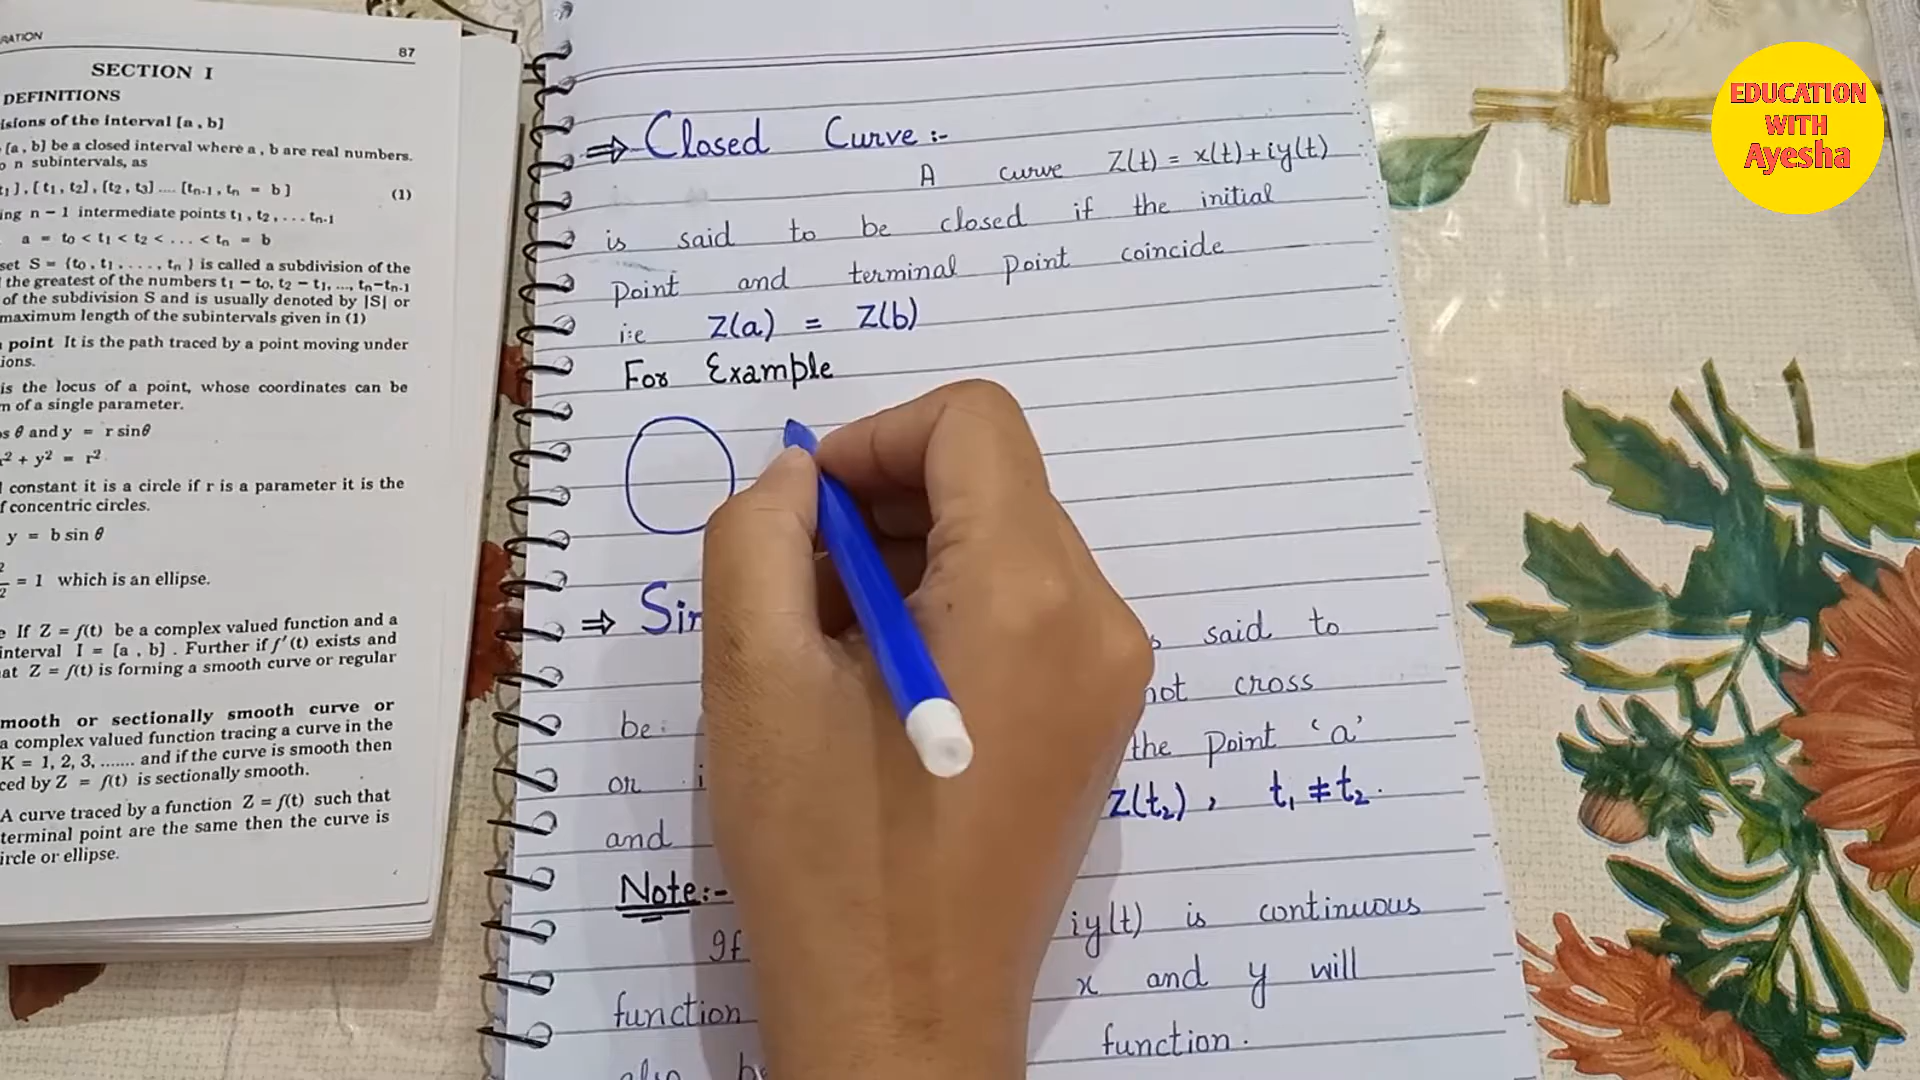 RATION
87
SECTION I
DEFINITIONS
isions of the interval [a , b]
[a , b] be a closed interval where a , b are real numbers.
o n subintervals, as
t₁ ] , [ t₁ , t₂] , [t₂ , t₃] .... [tₙ₋₁ , tₙ = b ] (1)
ing n – 1 intermediate points t₁ , t₂ , . . . tₙ₋₁
a = t₀ < t₁ < t₂ < . . . < tₙ = b
set S = {t₀ , t₁ , . . . . , tₙ } is called a subdivision of the
the greatest of the numbers t₁ – t₀, t₂ – t₁, ..., tₙ–tₙ₋₁
of the subdivision S and is usually denoted by |S| or
maximum length of the subintervals given in (1)
point It is the path traced by a point moving under
ions.
is the locus of a point, whose coordinates can be
m of a single parameter.
os θ and y = r sinθ
² + y² = r²
constant it is a circle if r is a parameter it is the
f concentric circles.
y = b sin θ
= 1 which is an ellipse.
e If Z = f(t) be a complex valued function and a
interval I = [a , b] . Further if f′(t) exists and
at Z = f(t) is forming a smooth curve or regular
mooth or sectionally smooth curve or
a complex valued function tracing a curve in the
K = 1, 2, 3, ....... and if the curve is smooth then
ced by Z = f(t) is sectionally smooth.
A curve traced by a function Z = f(t) such that
terminal point are the same then the curve is
ircle or ellipse.
⇒ Closed Curve :-
A curve Z(t) = x(t)+iy(t)
is said to be closed if the initial
point and terminal point coincide
i:e Z(a) = Z(b)
For Example
⇒ Sim
said to
be not cross
or i the point ‘a’
and Z(t₂) , t₁ ≠ t₂.
Note:-
If iy(t) is continuous
function x and y will
also be function.
EDUCATION
WITH
Ayesha